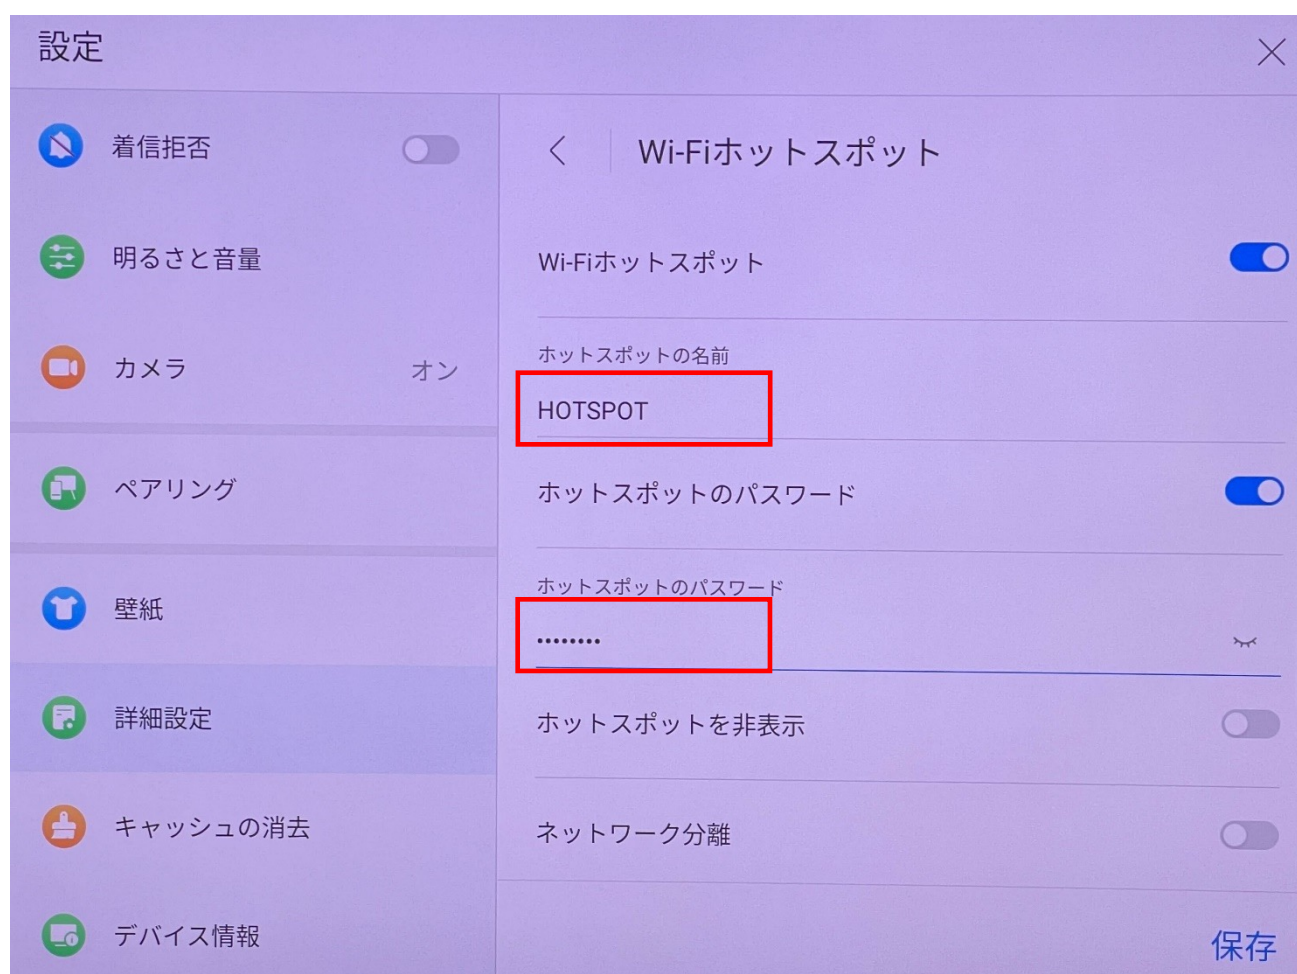 設定
着信拒否
明るさと音量
カメラ
オン
ペアリング
壁紙
詳細設定
キャッシュの消去
デバイス情報
Wi-Fiホットスポット
Wi-Fiホットスポット
ホットスポットの名前
HOTSPOT
ホットスポットのパスワード
ホットスポットのパスワード
••••••••
ホットスポットを非表示
ネットワーク分離
保存